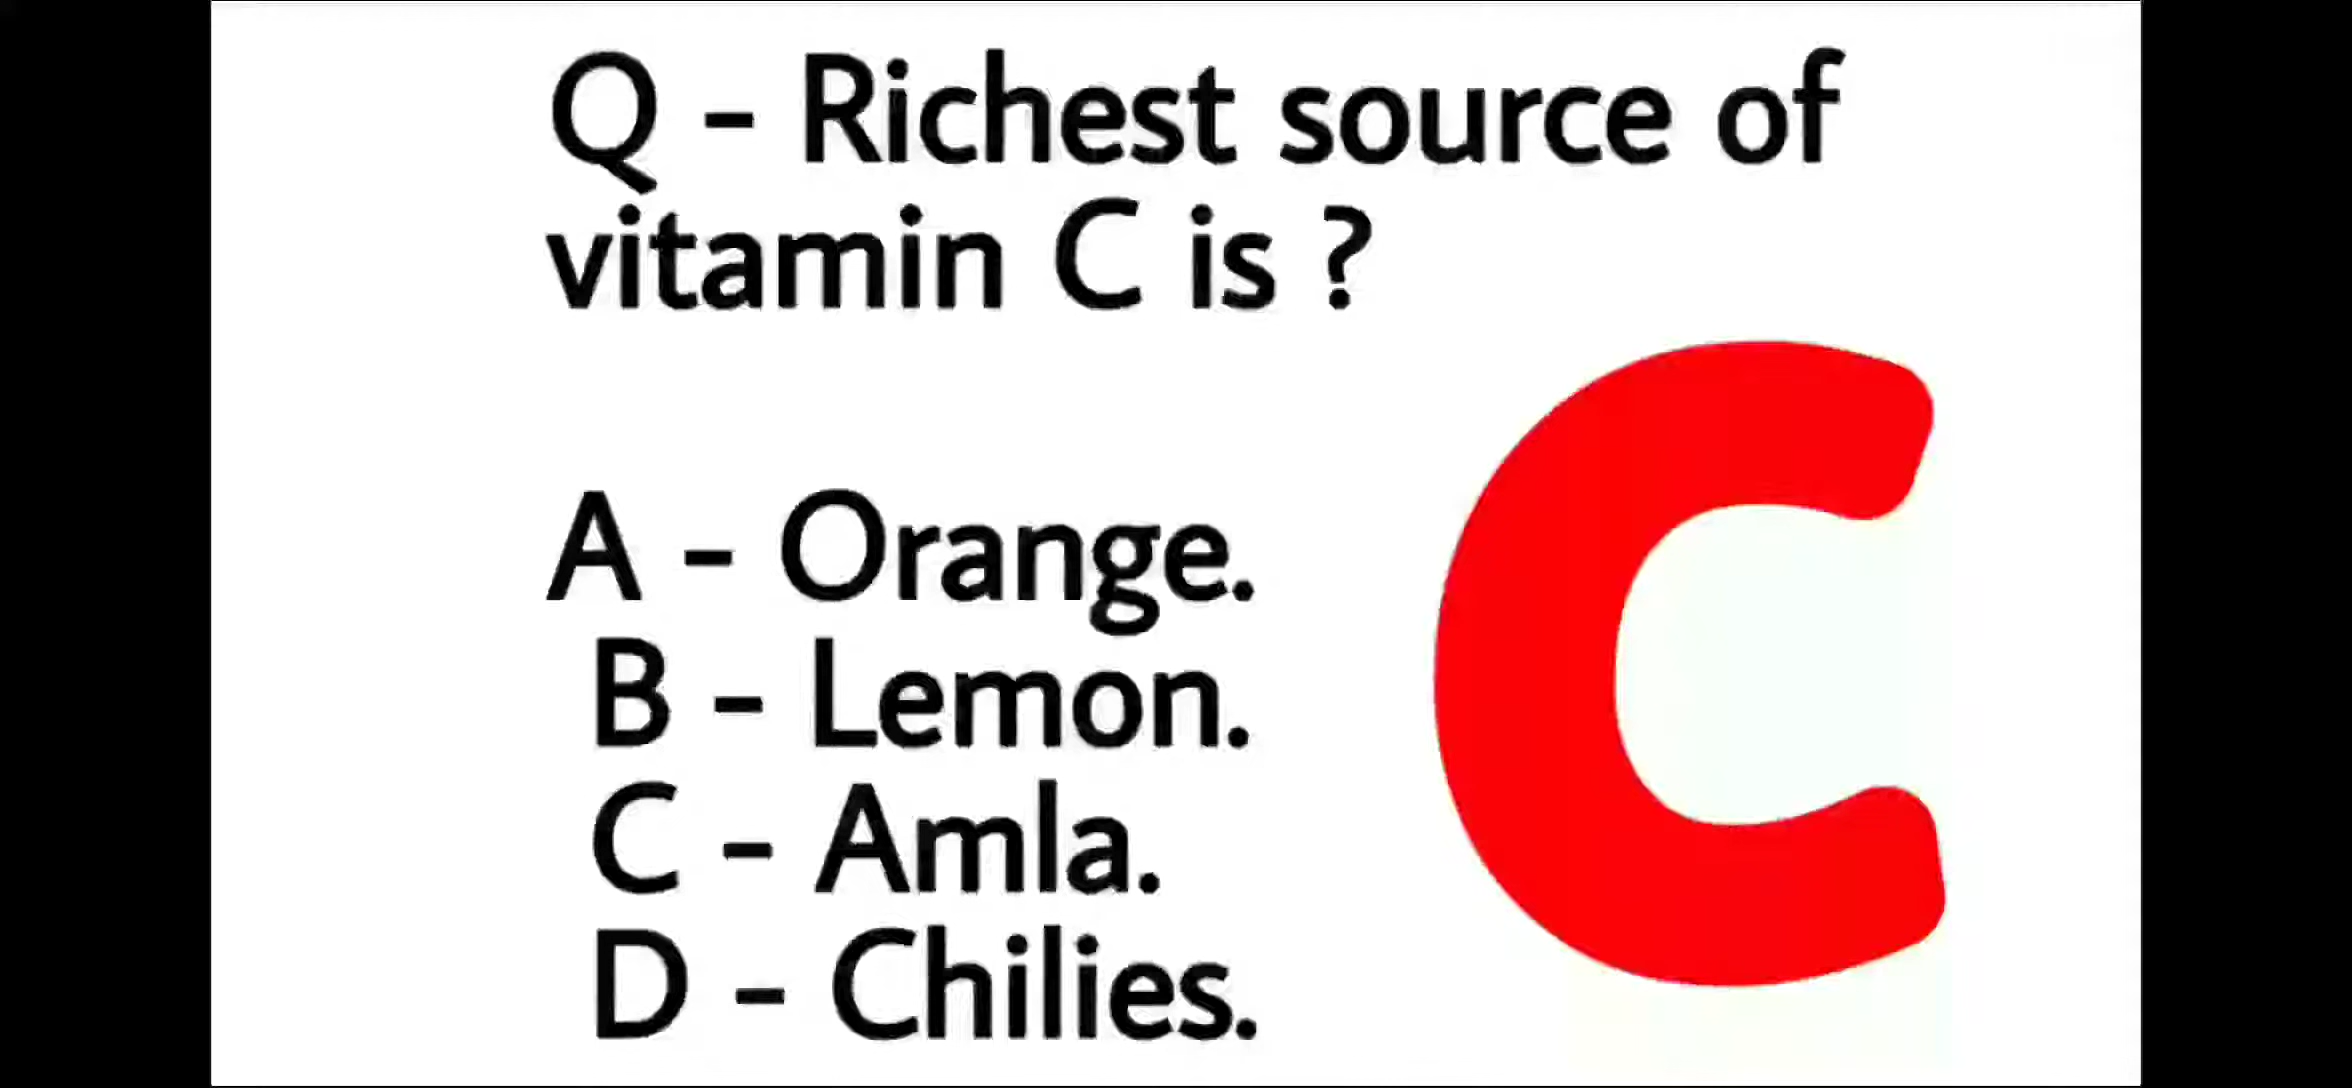 Q - Richest source of
vitamin C is ?
A - Orange.
B - Lemon.
C - Amla.
D - Chilies.
C